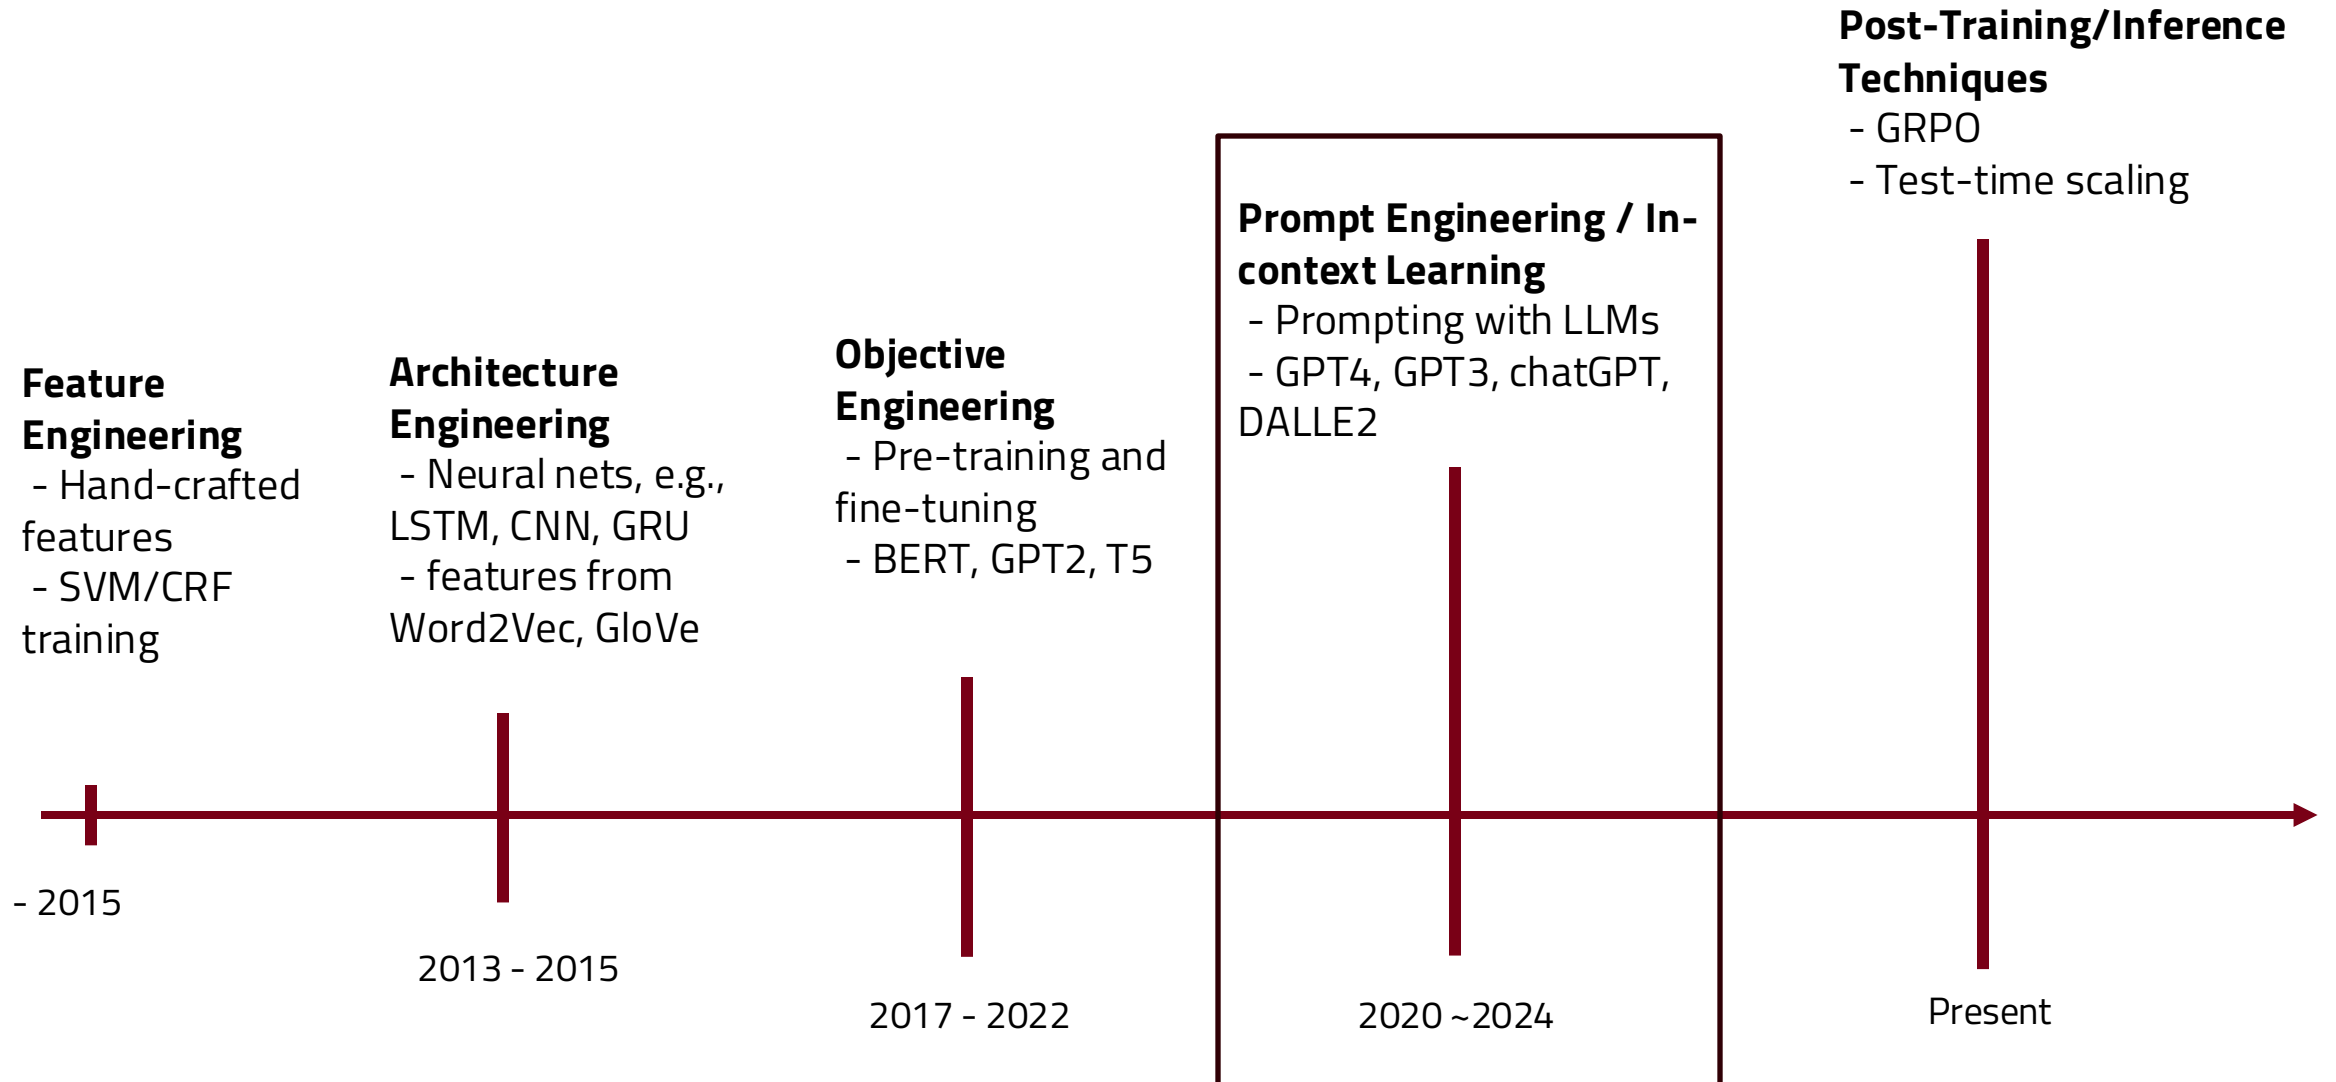 Feature
Engineering
- Hand-crafted
features
- SVM/CRF
training
- 2015
Architecture
Engineering
- Neural nets, e.g.,
LSTM, CNN, GRU
- features from
Word2Vec, GloVe
2013 - 2015
Objective
Engineering
- Pre-training and
fine-tuning
- BERT, GPT2, T5
2017 - 2022
Prompt Engineering / In-
context Learning
- Prompting with LLMs
- GPT4, GPT3, chatGPT,
DALLE2
2020 ~2024
Post-Training/Inference
Techniques
- GRPO
- Test-time scaling
Present